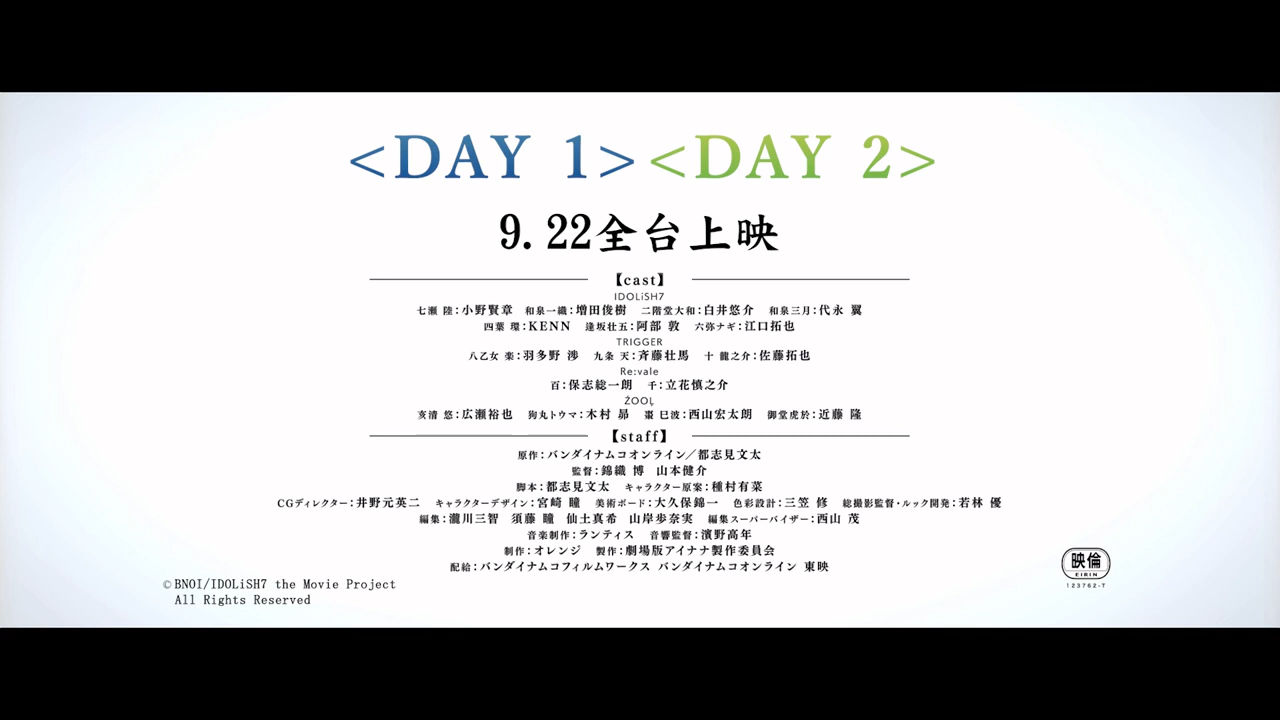 <DAY 1> <DAY 2>
9.22全台上映
【cast】
IDOLiSH7
七瀬 陸：小野賢章　和泉一織：増田俊樹　二階堂大和：白井悠介　和泉三月：代永 翼
四葉 環：KENN　逢坂壮五：阿部 敦　六弥ナギ：江口拓也
TRIGGER
八乙女 楽：羽多野 渉　九条 天：斉藤壮馬　十 龍之介：佐藤拓也
Re:vale
百：保志総一朗　千：立花慎之介
ŹOOĻ
亥清 悠：広瀬裕也　狗丸トウマ：木村 昴　棗 巳波：西山宏太朗　御堂虎於：近藤 隆
【staff】
原作：バンダイナムコオンライン／都志見文太
監督：錦織 博　山本健介
脚本：都志見文太　キャラクター原案：種村有菜
CGディレクター：井野元英二　キャラクターデザイン：宮崎 瞳　美術ボード：大久保錦一　色彩設計：三笠 修　総撮影監督・ルック開発：若林 優
編集：瀧川三智　須藤 瞳　仙土真希　山岸歩奈実　編集スーパーバイザー：西山 茂
音楽制作：ランティス　音響監督：濱野高年
制作：オレンジ　製作：劇場版アイナナ製作委員会
配給：バンダイナムコフィルムワークス　バンダイナムコオンライン　東映
©BNOI/IDOLiSH7 the Movie Project
All Rights Reserved
映倫
EIRIN
123762-T